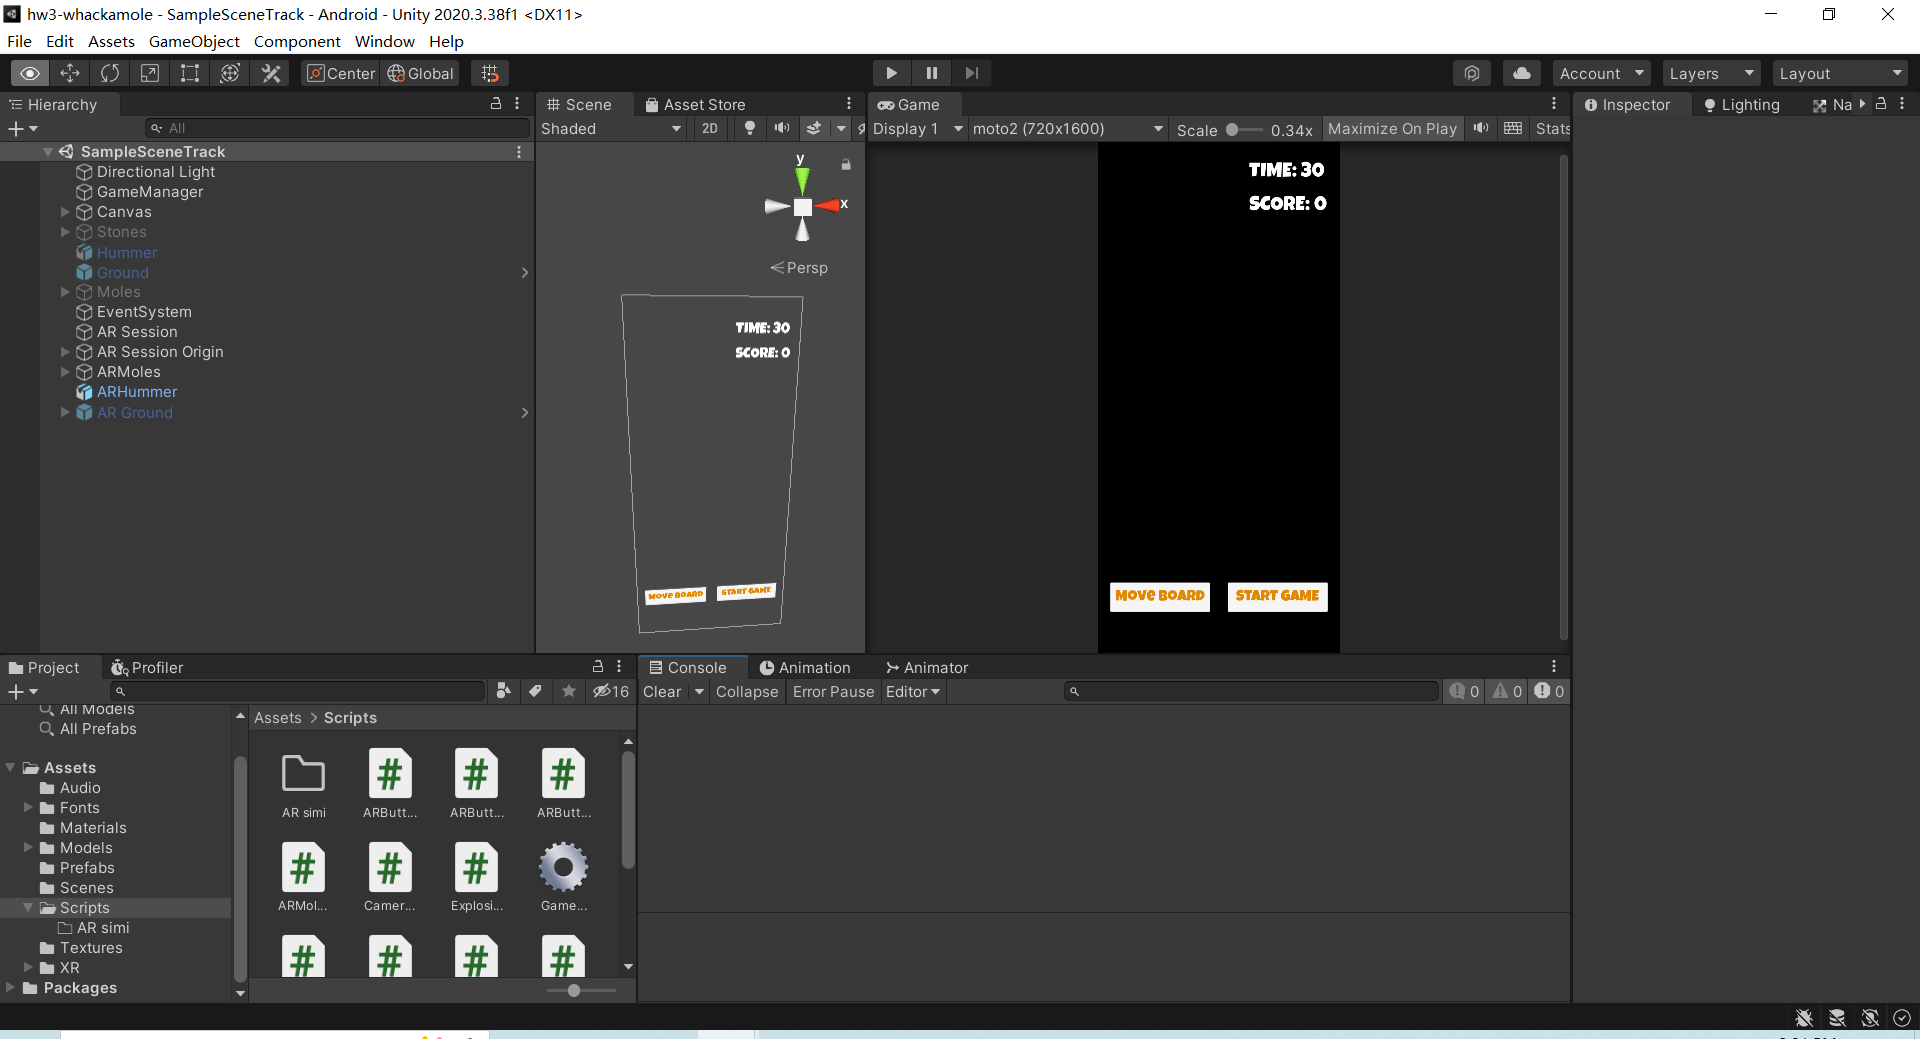 hw3-whackamole - SampleSceneTrack - Android - Unity 2020.3.38f1 <DX11>
File Edit Assets GameObject Component Window Help
Center Global
Account Layers Layout
Hierarchy
All
SampleSceneTrack
Directional Light
GameManager
Canvas
Stones
Hummer
Ground
Moles
EventSystem
AR Session
AR Session Origin
ARMoles
ARHummer
AR Ground
Scene Asset Store
Shaded 2D
y
x
Persp
TIME: 30
SCORE: 0
MOVE BOARD START GAME
Game
Display 1 moto2 (720x1600) Scale 0.34x Maximize On Play Stats
TIME: 30
SCORE: 0
MOVE BOARD START GAME
Inspector Lighting Na
Project Profiler
16
All Models
All Prefabs
Assets
Audio
Fonts
Materials
Models
Prefabs
Scenes
Scripts
AR simi
Textures
XR
Packages
Assets > Scripts
AR simi ARButt... ARButt... ARButt...
ARMol... Camer... Explosi... Game...
Console Animation Animator
Clear Collapse Error Pause Editor 0 0 0